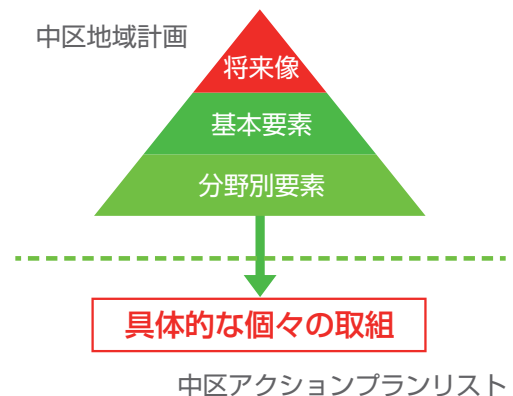 中区地域計画
将来像
基本要素
分野別要素
具体的な個々の取組
中区アクションプランリスト